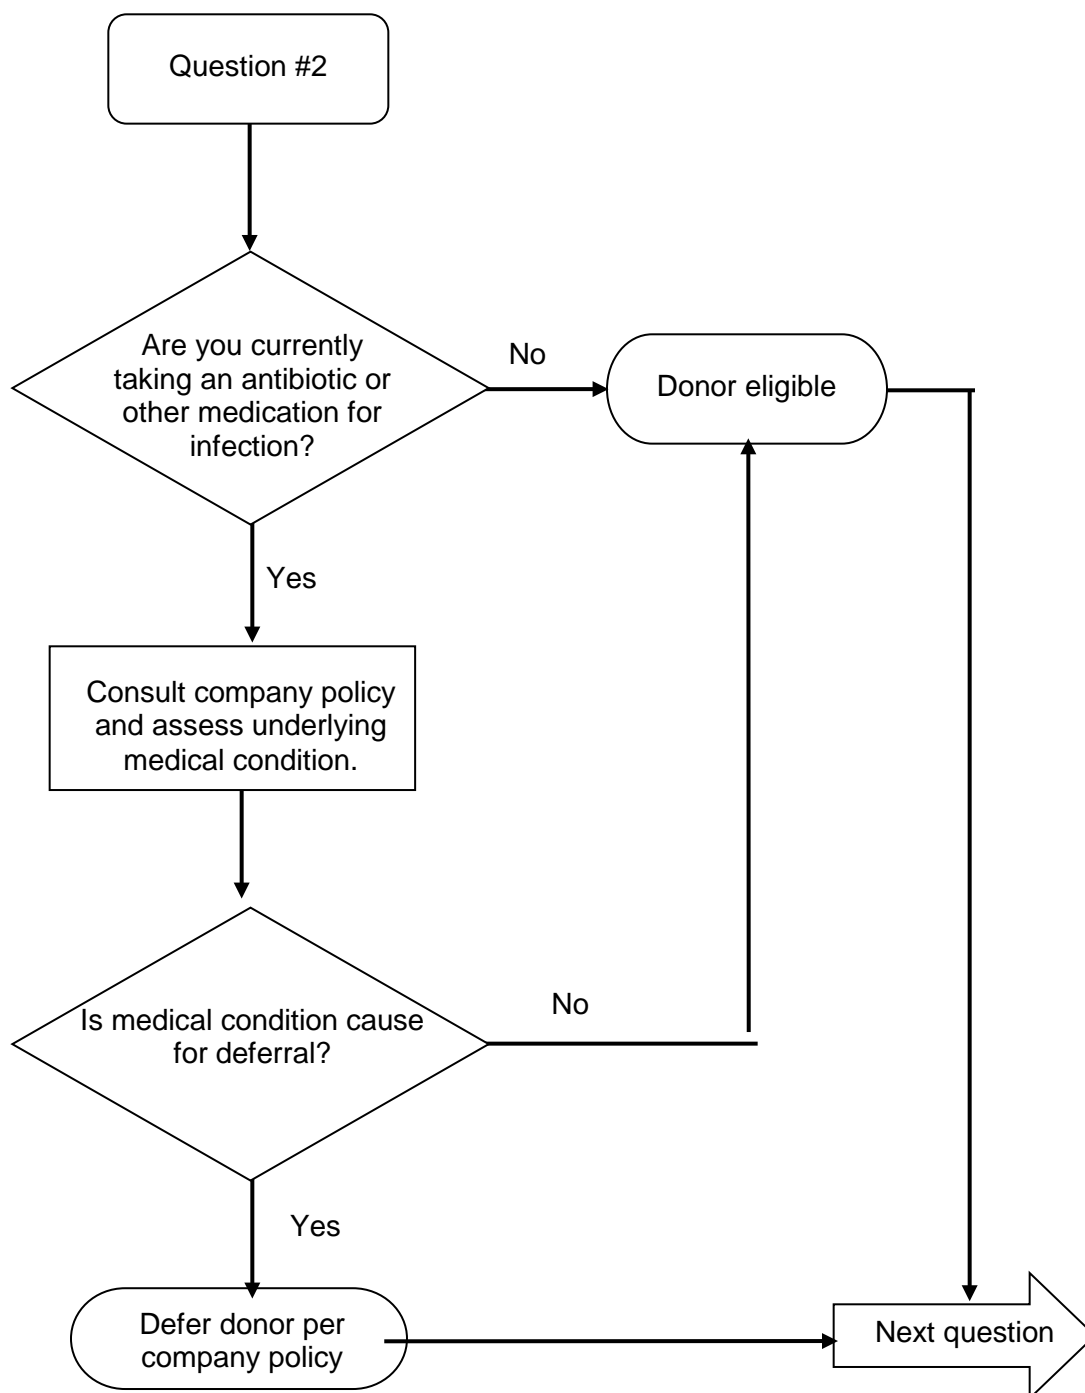 Question #2
Are you currently
taking an antibiotic or
other medication for
infection?
No
Donor eligible
Yes
Consult company policy
and assess underlying
medical condition.
Is medical condition cause
for deferral?
No
Yes
Defer donor per
company policy
Next question